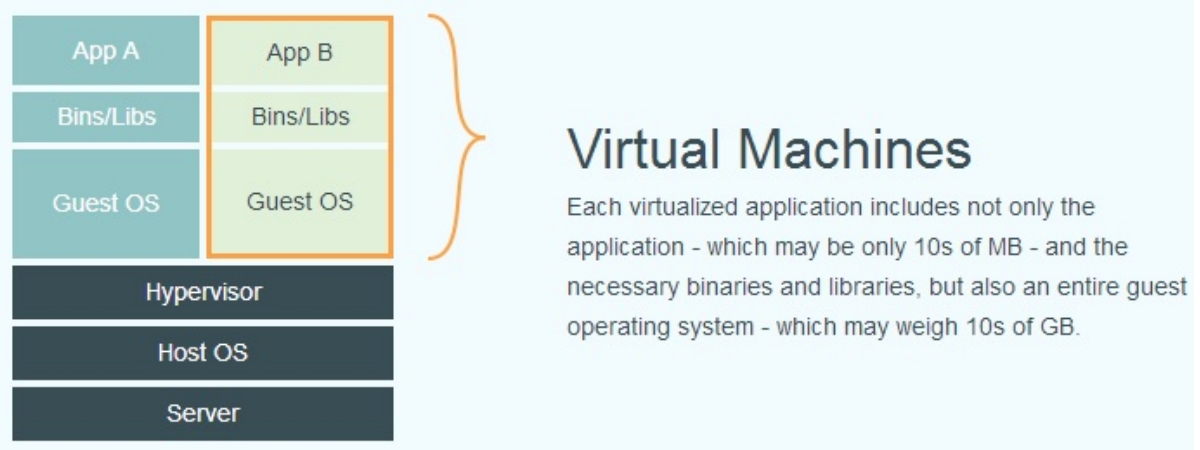 App A
App B
Bins/Libs
Bins/Libs
Guest OS
Guest OS
Hypervisor
Host OS
Server
Virtual Machines
Each virtualized application includes not only the
application - which may be only 10s of MB - and the
necessary binaries and libraries, but also an entire guest
operating system - which may weigh 10s of GB.